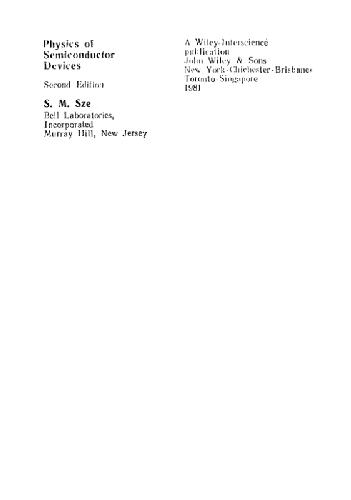 Physics of
Semiconductor
Devices
Second Edition
S. M. Sze
Bell Laboratories,
Incorporated
Murray Hill, New Jersey
A Wiley-Interscience
publication
John Wiley & Sons
New York-Chichester-Brisbane-
Toronto-Singapore
1981